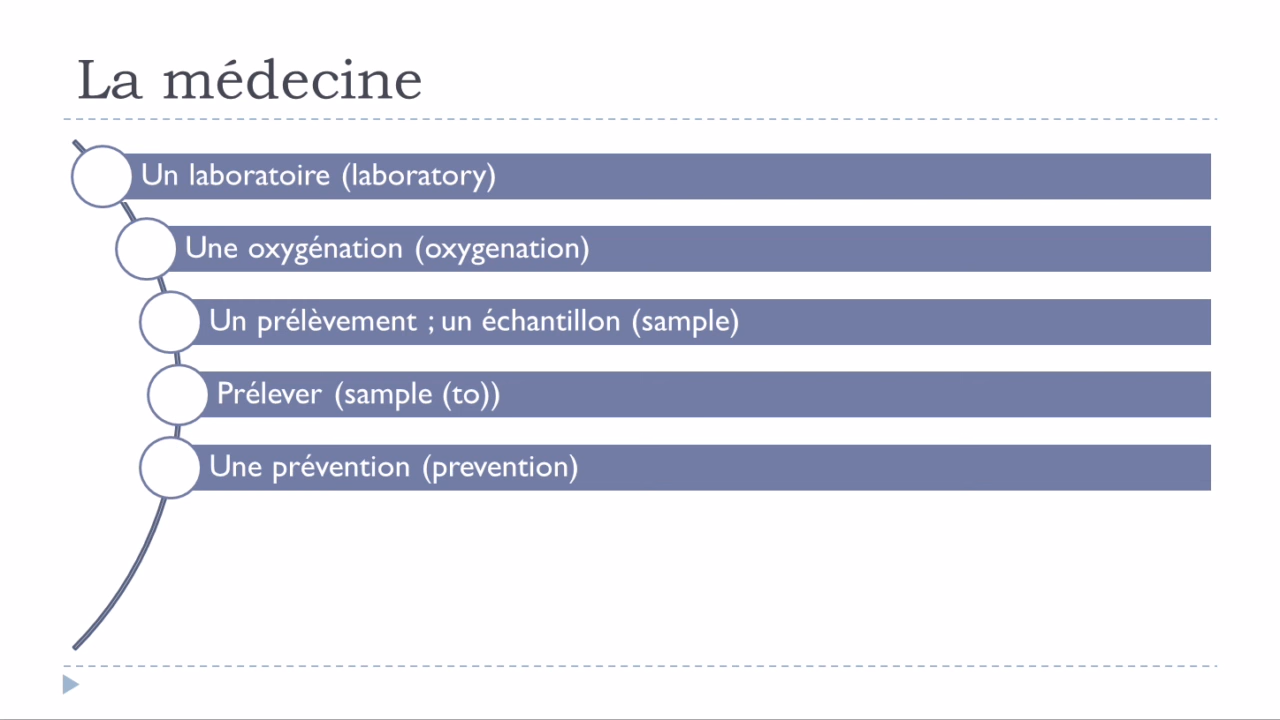 La médecine
Un laboratoire (laboratory)
Une oxygénation (oxygenation)
Un prélèvement ; un échantillon (sample)
Prélever (sample (to))
Une prévention (prevention)